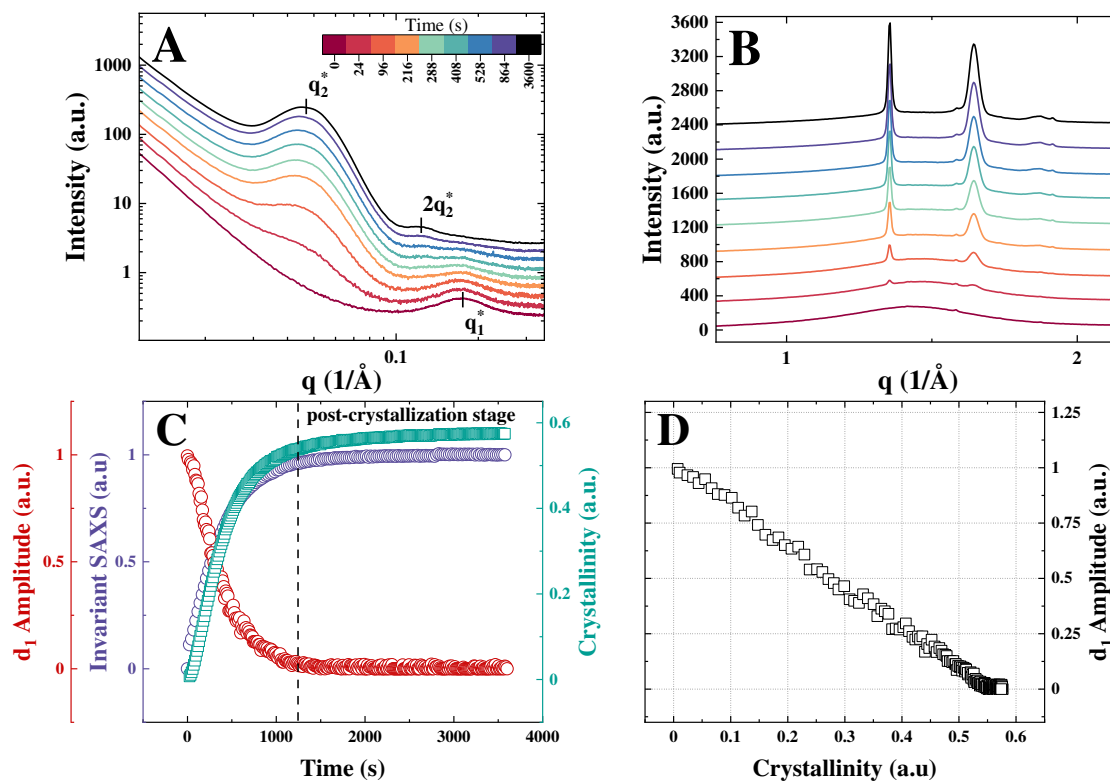 A
Time (s)
0 24 96 216 288 408 528 864 3600
q₂*
2q₂*
q₁*
1000
100
10
1
Intensity (a.u.)
0.1
q (1/Å)
B
3600
3200
2800
2400
2000
1600
1200
800
400
0
Intensity (a.u.)
1 2
q (1/Å)
C
post-crystallization stage
d₁ Amplitude (a.u.)
1
0.5
0
Invariant SAXS (a.u)
1
0.5
0
0.6
0.4
0.2
0
Crystallinity (a.u.)
0 1000 2000 3000 4000
Time (s)
D
1.25
1
0.75
0.5
0.25
0
d₁ Amplitude (a.u.)
0 0.1 0.2 0.3 0.4 0.5 0.6
Crystallinity (a.u)